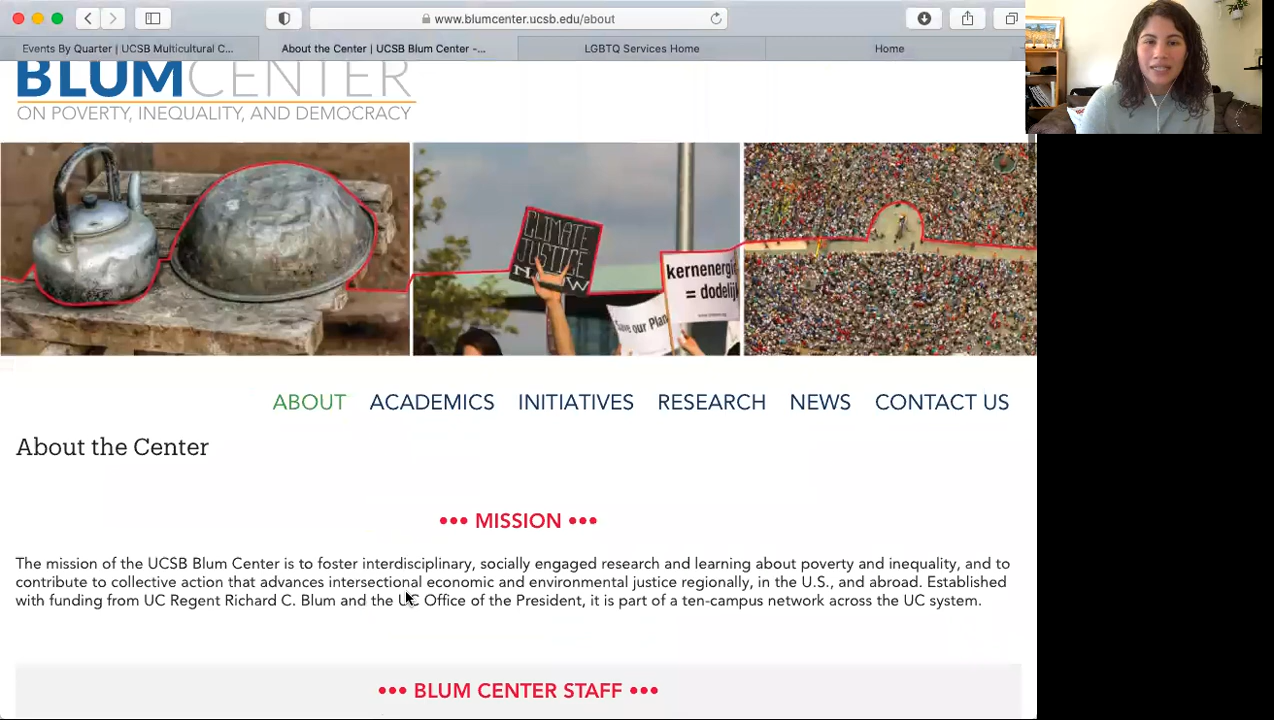 www.blumcenter.ucsb.edu/about
Events By Quarter | UCSB Multicultural C...
About the Center | UCSB Blum Center -...
LGBTQ Services Home
Home
BLUMCENTER
ON POVERTY, INEQUALITY, AND DEMOCRACY
CLIMATE
JUSTICE
NOW
Save our Plan
kernenergi
= dodelijk
ABOUT ACADEMICS INITIATIVES RESEARCH NEWS CONTACT US
About the Center
••• MISSION •••
The mission of the UCSB Blum Center is to foster interdisciplinary, socially engaged research and learning about poverty and inequality, and to
contribute to collective action that advances intersectional economic and environmental justice regionally, in the U.S., and abroad. Established
with funding from UC Regent Richard C. Blum and the UC Office of the President, it is part of a ten-campus network across the UC system.
••• BLUM CENTER STAFF •••